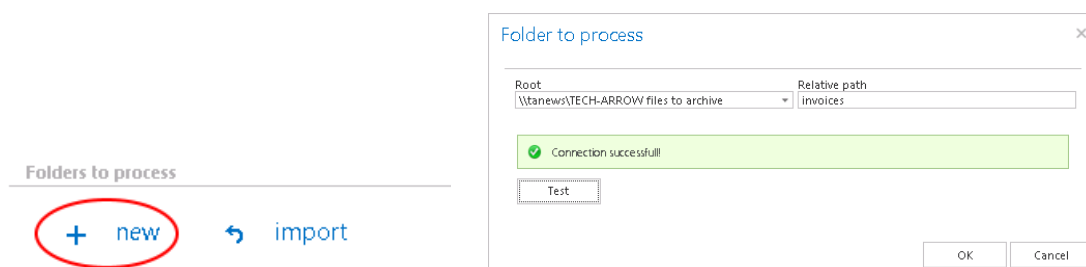 Folders to process
+ new import
Folder to process
Root Relative path
\\tanews\TECH-ARROW files to archive invoices
Connection successfull!
Test
OK Cancel